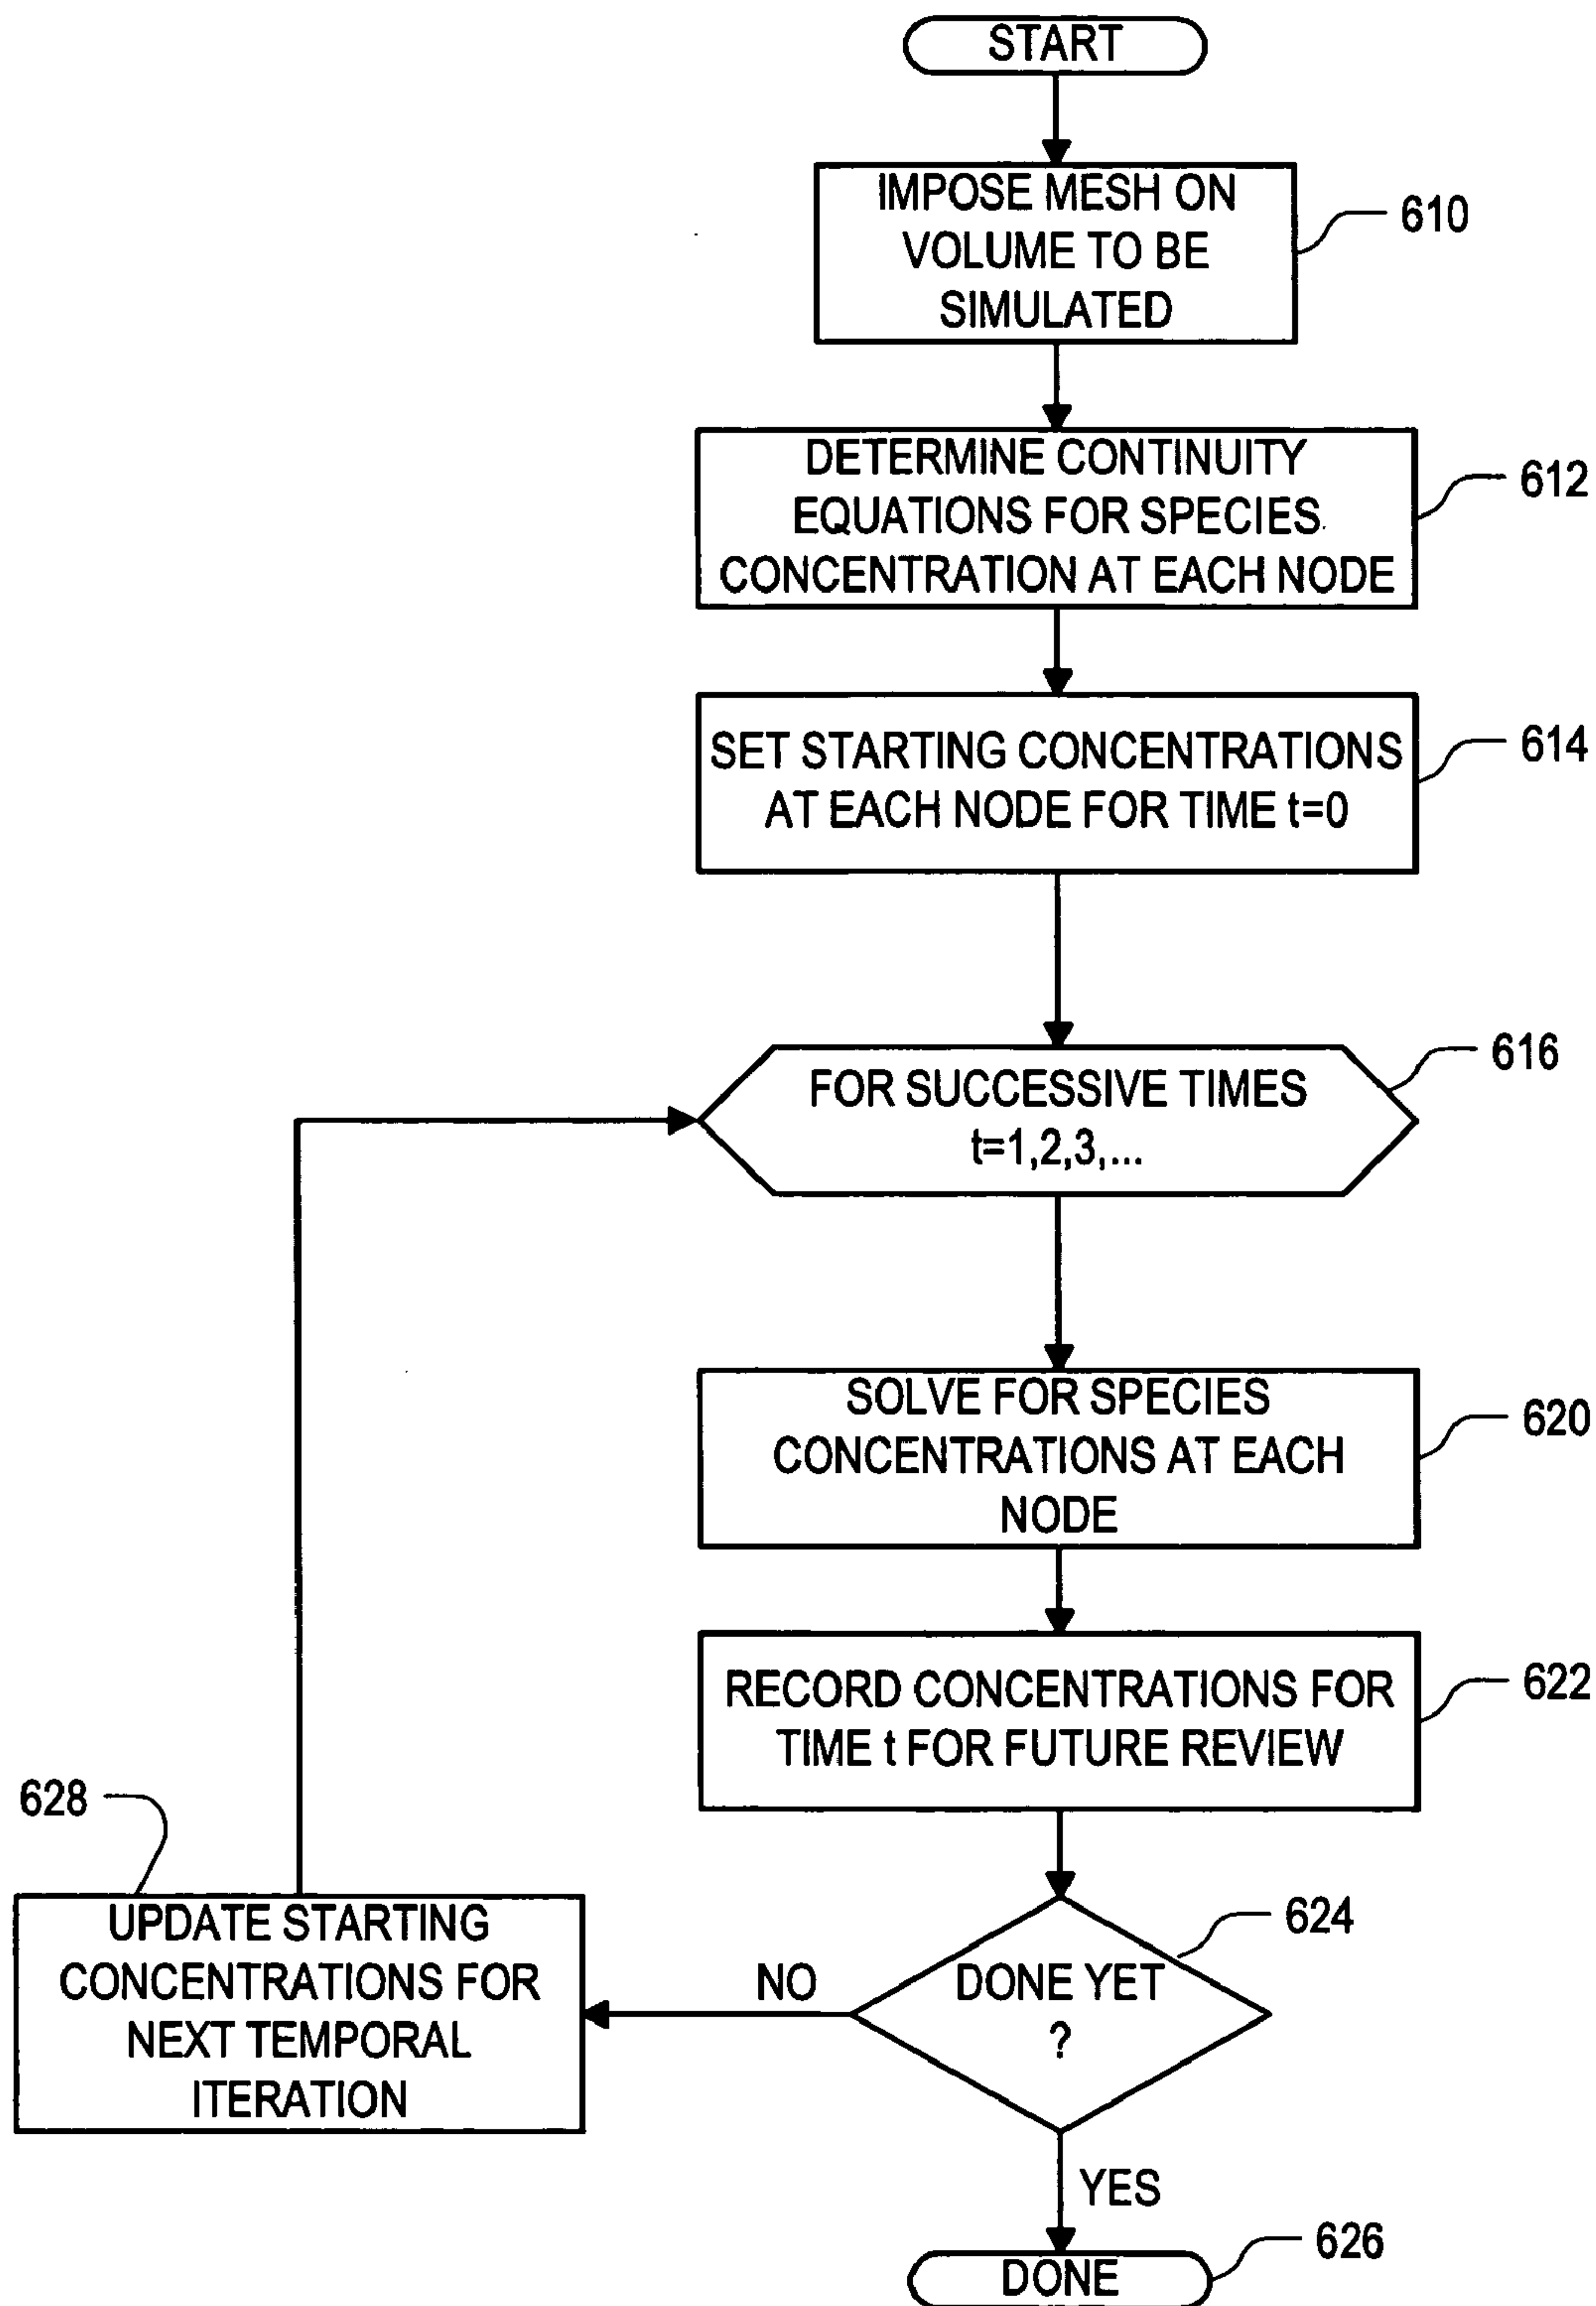 START
IMPOSE MESH ON
VOLUME TO BE
SIMULATED
610
DETERMINE CONTINUITY
EQUATIONS FOR SPECIES
CONCENTRATION AT EACH NODE
612
SET STARTING CONCENTRATIONS
AT EACH NODE FOR TIME t=0
614
FOR SUCCESSIVE TIMES
t=1,2,3,...
616
SOLVE FOR SPECIES
CONCENTRATIONS AT EACH
NODE
620
RECORD CONCENTRATIONS FOR
TIME t FOR FUTURE REVIEW
622
DONE YET
?
624
NO
UPDATE STARTING
CONCENTRATIONS FOR
NEXT TEMPORAL
ITERATION
628
YES
DONE
626